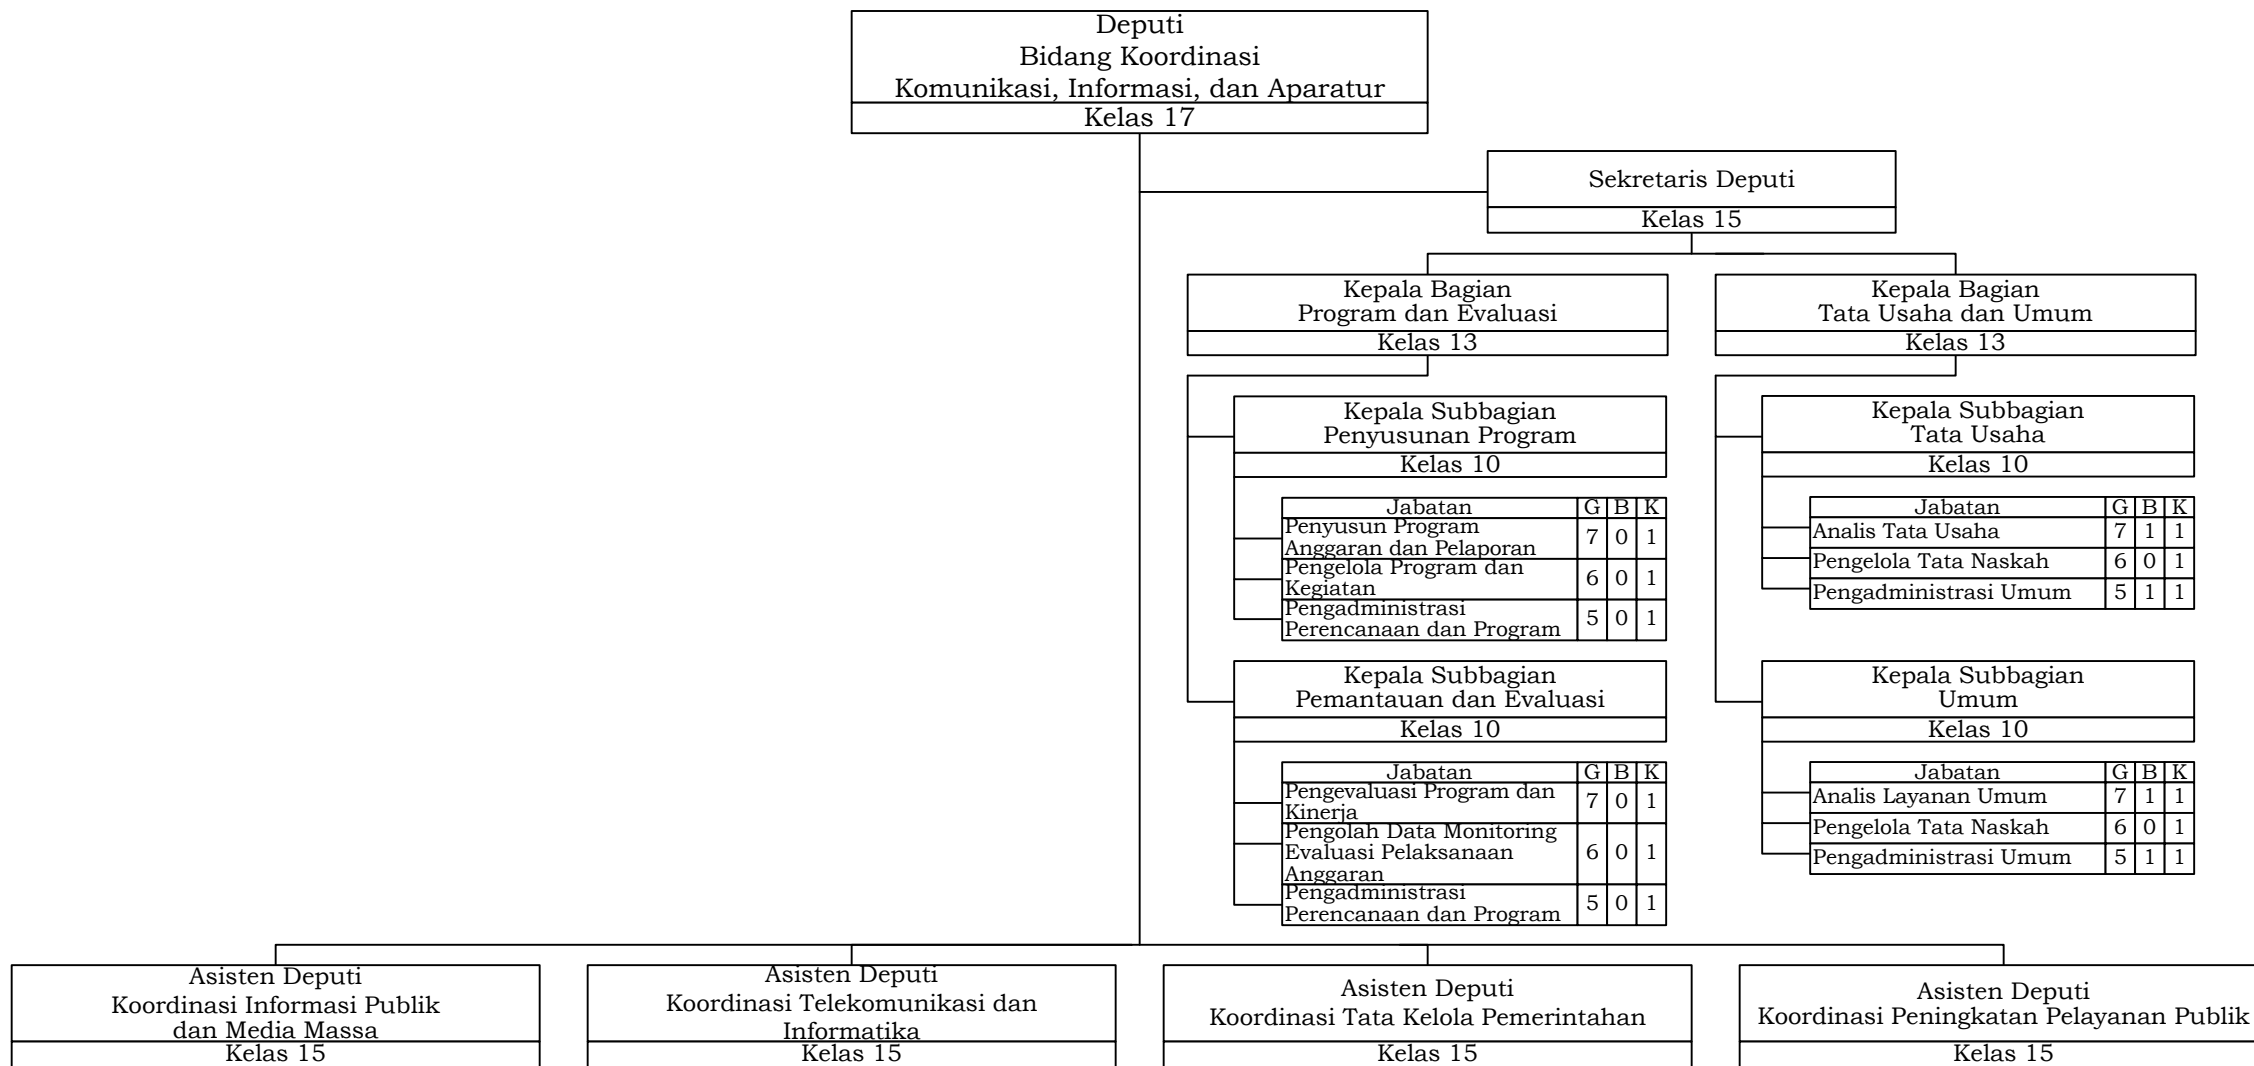 Deputi
Bidang Koordinasi
Komunikasi, Informasi, dan Aparatur
Kelas 17
Sekretaris Deputi
Kelas 15
Kepala Bagian
Program dan Evaluasi
Kelas 13
Kepala Bagian
Tata Usaha dan Umum
Kelas 13
Kepala Subbagian
Penyusunan Program
Kelas 10
Jabatan G B K
Penyusun Program
Anggaran dan Pelaporan 7 0 1
Pengelola Program dan
Kegiatan 6 0 1
Pengadministrasi
Perencanaan dan Program 5 0 1
Kepala Subbagian
Tata Usaha
Kelas 10
Jabatan G B K
Analis Tata Usaha 7 1 1
Pengelola Tata Naskah 6 0 1
Pengadministrasi Umum 5 1 1
Kepala Subbagian
Pemantauan dan Evaluasi
Kelas 10
Jabatan G B K
Pengevaluasi Program dan
Kinerja 7 0 1
Pengolah Data Monitoring
Evaluasi Pelaksanaan 6 0 1
Anggaran
Pengadministrasi
Perencanaan dan Program 5 0 1
Kepala Subbagian
Umum
Kelas 10
Jabatan G B K
Analis Layanan Umum 7 1 1
Pengelola Tata Naskah 6 0 1
Pengadministrasi Umum 5 1 1
Asisten Deputi
Koordinasi Informasi Publik
dan Media Massa
Kelas 15
Asisten Deputi
Koordinasi Telekomunikasi dan
Informatika
Kelas 15
Asisten Deputi
Koordinasi Tata Kelola Pemerintahan
Kelas 15
Asisten Deputi
Koordinasi Peningkatan Pelayanan Publik
Kelas 15